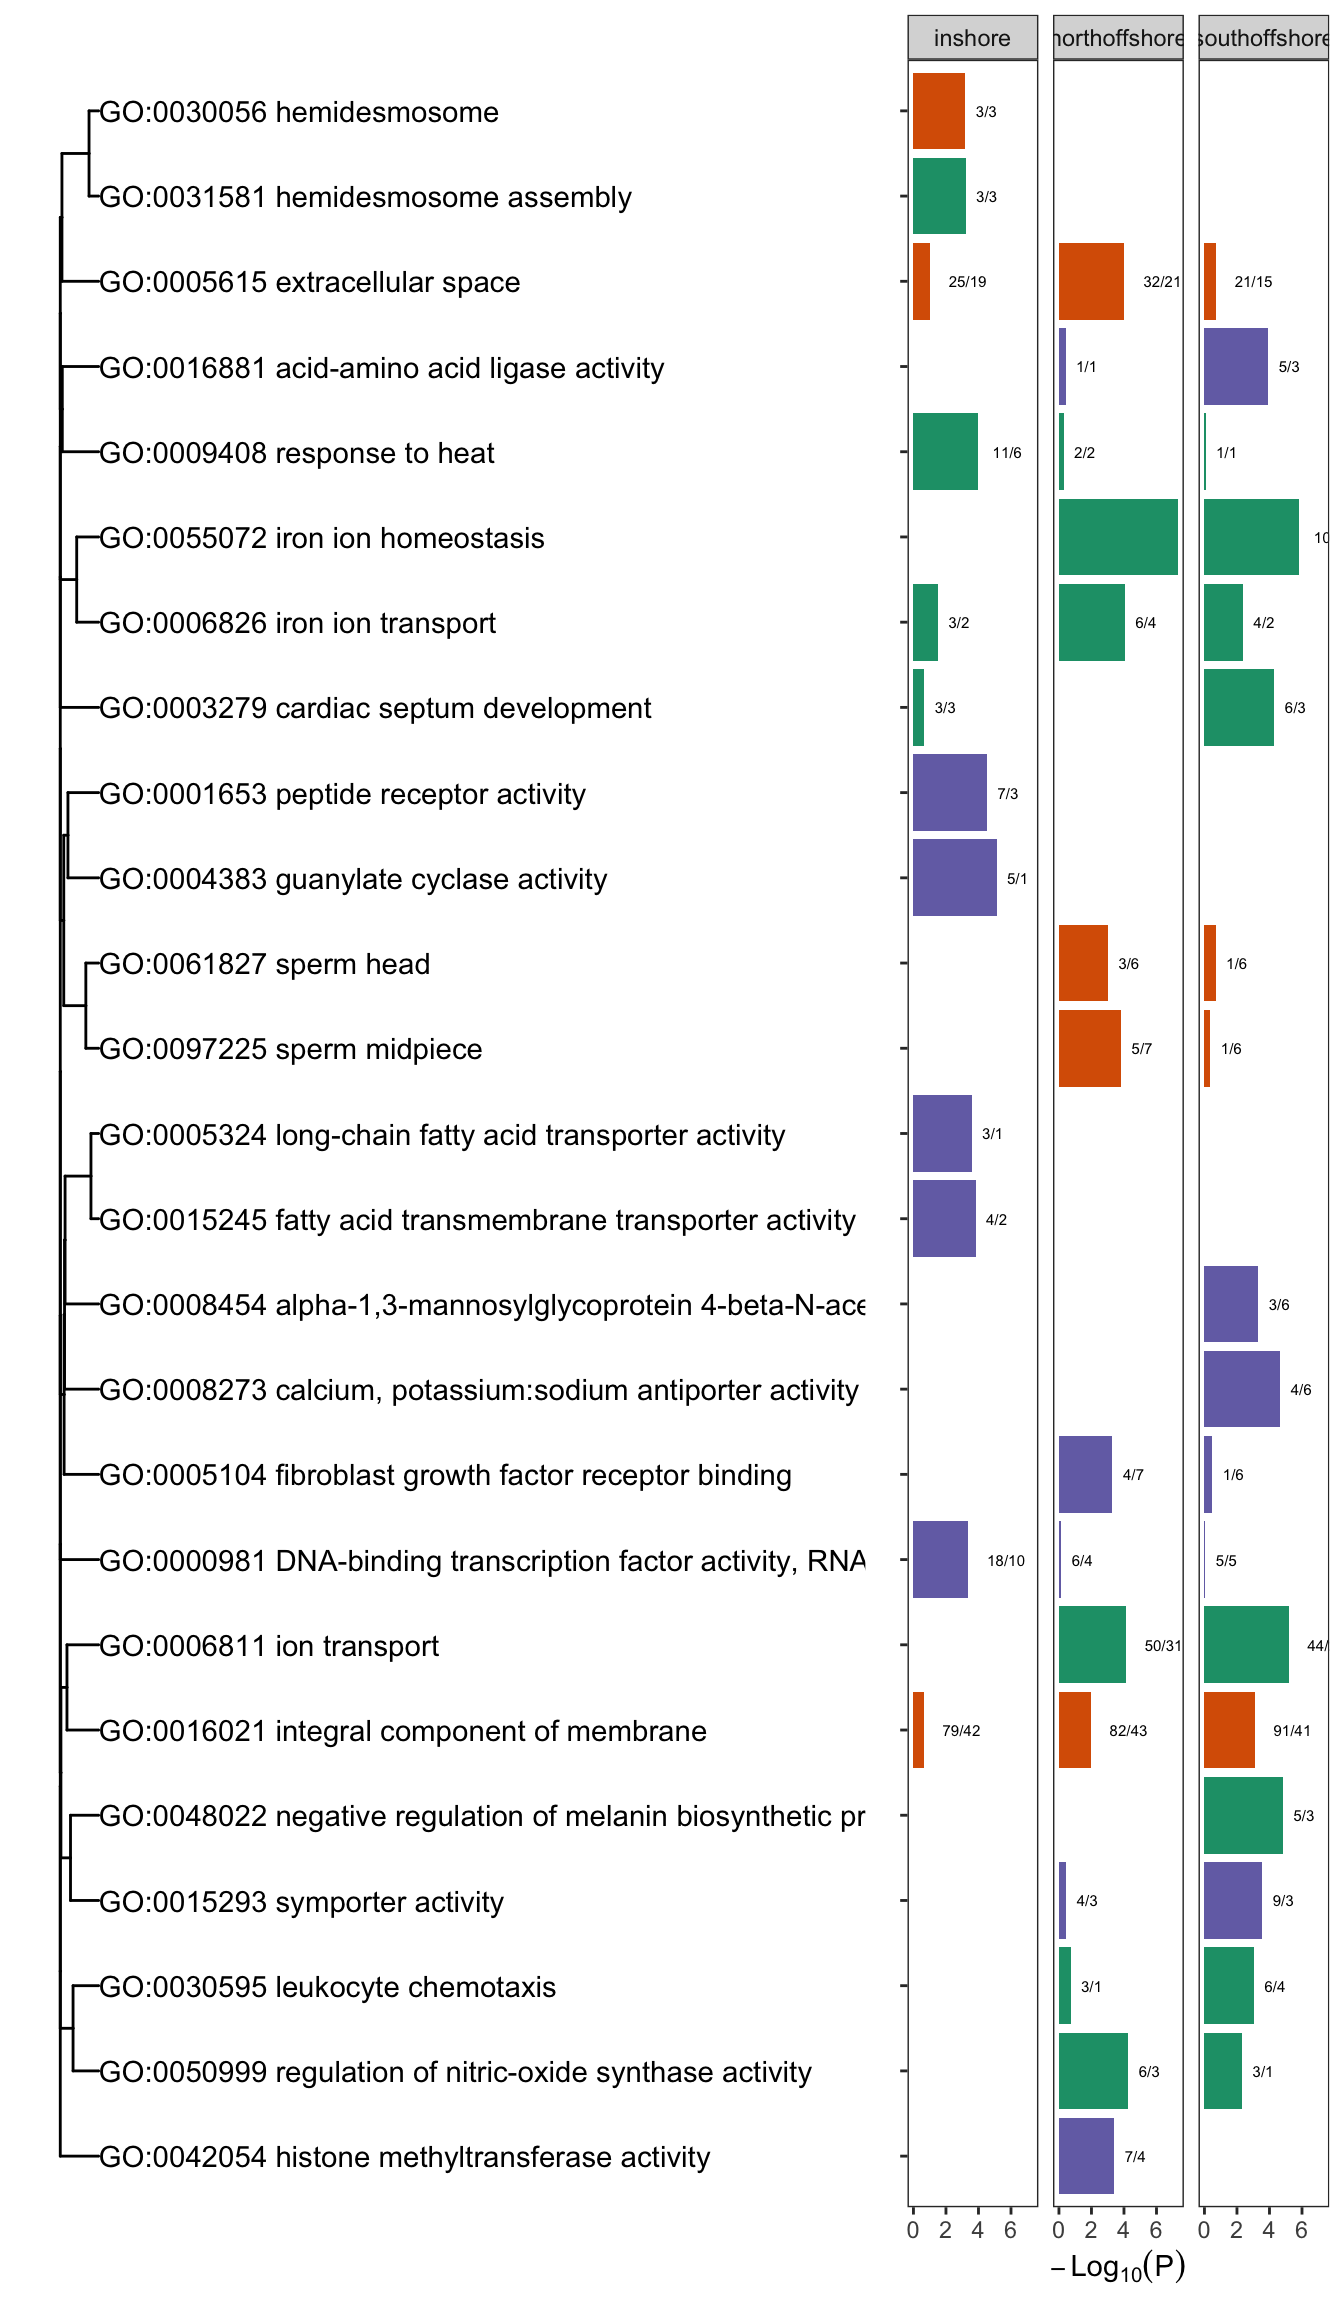 inshore northoffshore southoffshore
GO:0030056 hemidesmosome 3/3
GO:0031581 hemidesmosome assembly 3/3
GO:0005615 extracellular space 25/19 32/21 21/15
GO:0016881 acid-amino acid ligase activity 1/1 5/3
GO:0009408 response to heat 11/6 2/2 1/1
GO:0055072 iron ion homeostasis 10
GO:0006826 iron ion transport 3/2 6/4 4/2
GO:0003279 cardiac septum development 3/3 6/3
GO:0001653 peptide receptor activity 7/3
GO:0004383 guanylate cyclase activity 5/1
GO:0061827 sperm head 3/6 1/6
GO:0097225 sperm midpiece 5/7 1/6
GO:0005324 long-chain fatty acid transporter activity 3/1
GO:0015245 fatty acid transmembrane transporter activity 4/2
GO:0008454 alpha-1,3-mannosylglycoprotein 4-beta-N-ace 3/6
GO:0008273 calcium, potassium:sodium antiporter activity 4/6
GO:0005104 fibroblast growth factor receptor binding 4/7 1/6
GO:0000981 DNA-binding transcription factor activity, RNA 18/10 6/4 5/5
GO:0006811 ion transport 50/31 44/
GO:0016021 integral component of membrane 79/42 82/43 91/41
GO:0048022 negative regulation of melanin biosynthetic pr 5/3
GO:0015293 symporter activity 4/3 9/3
GO:0030595 leukocyte chemotaxis 3/1 6/4
GO:0050999 regulation of nitric-oxide synthase activity 6/3 3/1
GO:0042054 histone methyltransferase activity 7/4
0 2 4 6 0 2 4 6 0 2 4 6
−Log₁₀(P)